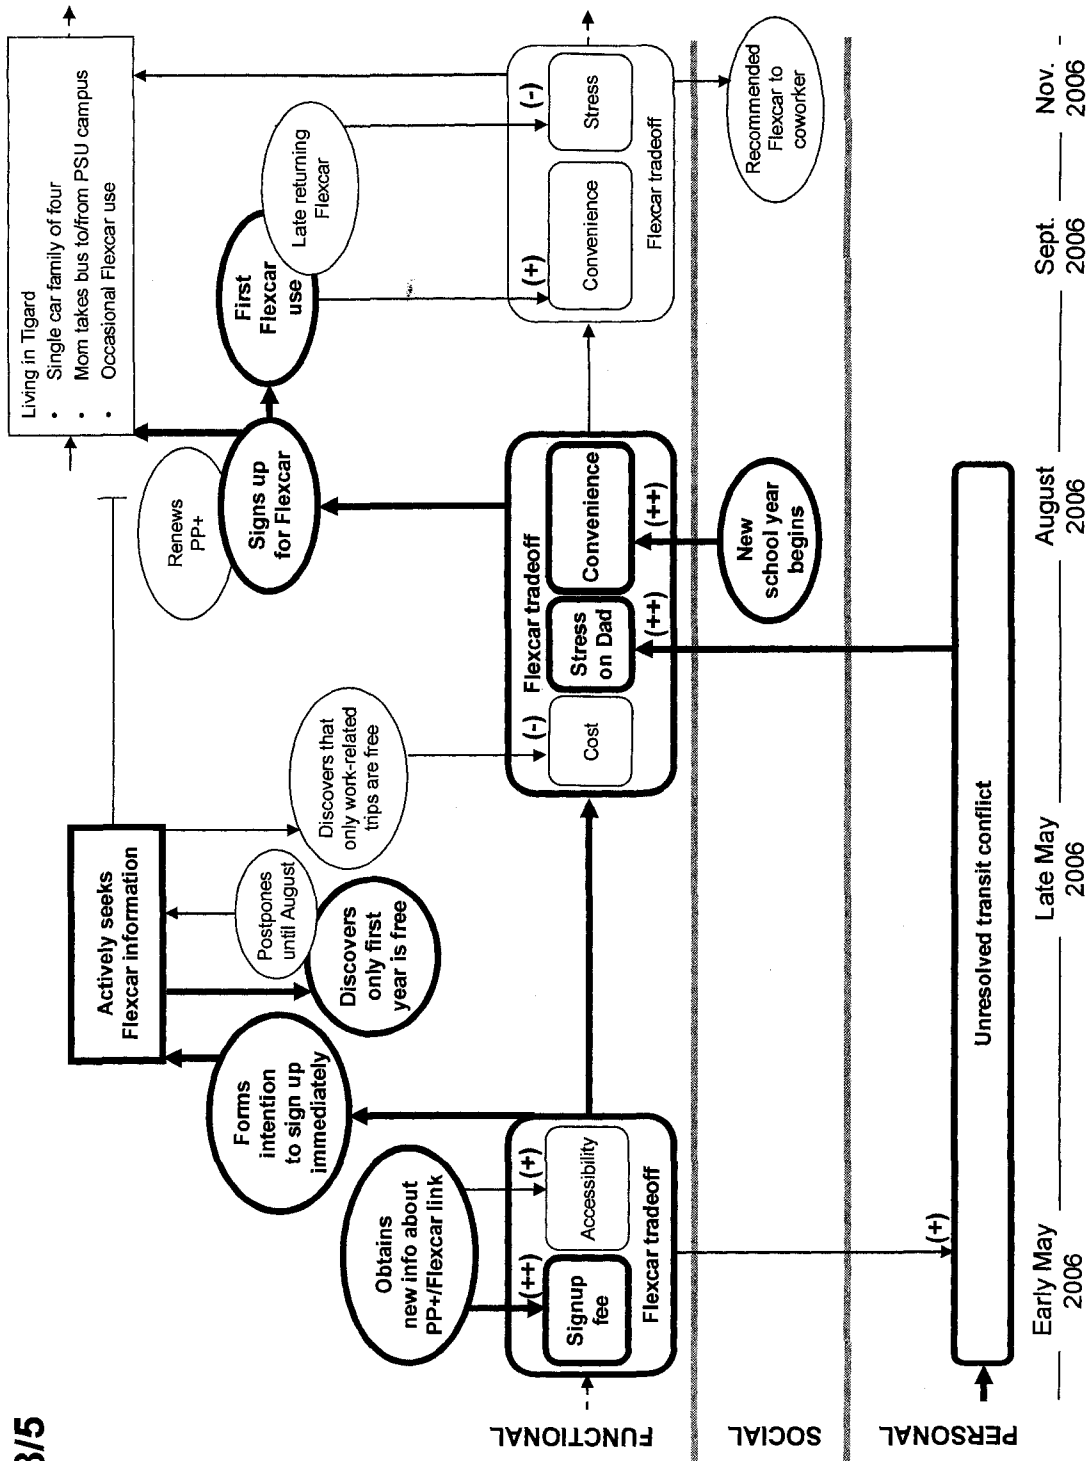 3/5
Living in Tigard
• Single car family of four
• Mom takes bus to/from PSU campus
• Occasional Flexcar use
Actively seeks
Flexcar information
Renews
PP+
Signs up
for Flexcar
First
Flexcar
use
Late returning
Flexcar
Forms
intention
to sign up
immediately
Postpones
until August
Discovers
only first
year is free
Discovers that
only work-related
trips are free
Obtains
new info about
PP+/Flexcar link
(++)
(+)
Signup
fee
Accessibility
Flexcar tradeoff
(-)
Flexcar tradeoff
Cost
Stress
on Dad
Convenience
(++)
(++)
(+)
(-)
Convenience
Stress
Flexcar tradeoff
FUNCTIONAL
SOCIAL
New
school year
begins
Recommended
Flexcar to
coworker
PERSONAL
(+)
Unresolved transit conflict
Early May
2006
Late May
2006
August
2006
Sept.
2006
Nov.
2006